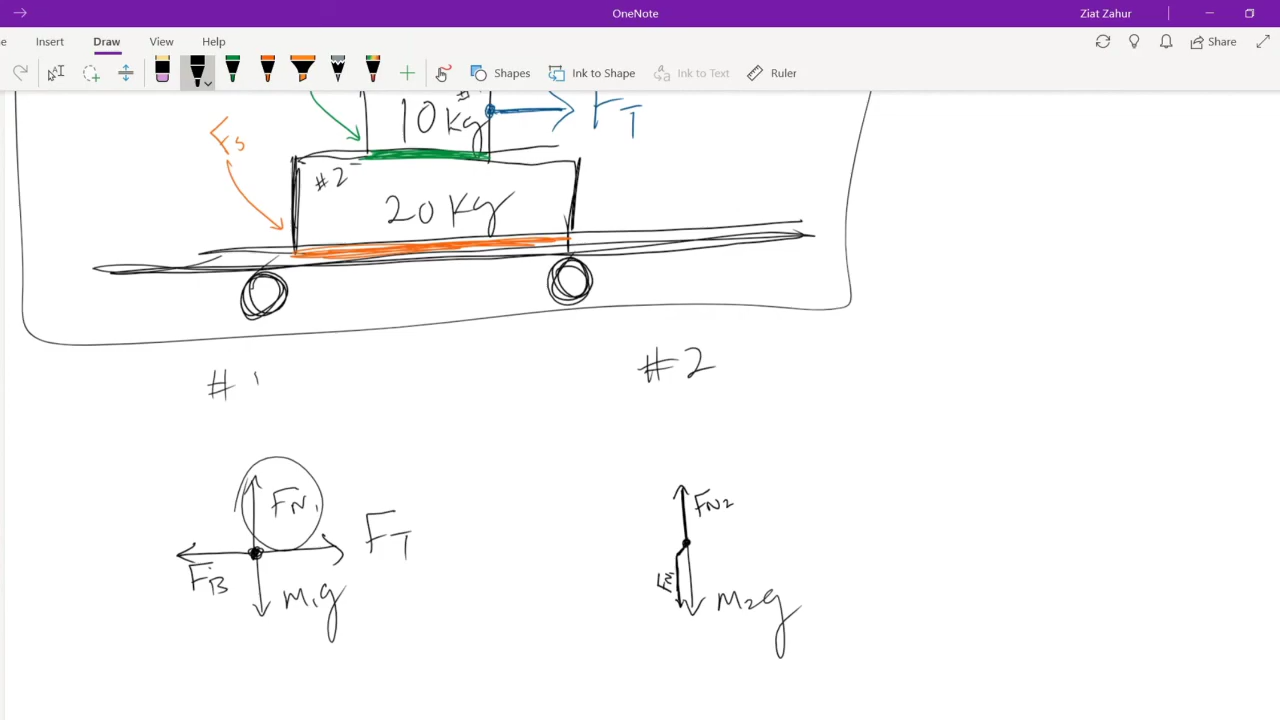 OneNote
Ziat Zahur
Insert
Draw
View
Help
Share
Shapes
Ink to Shape
Ink to Text
Ruler
10 kg
FT
Fs
#2
20 kg
#1
#2
FN1
FT
m1g
FN2
FN1
m2g